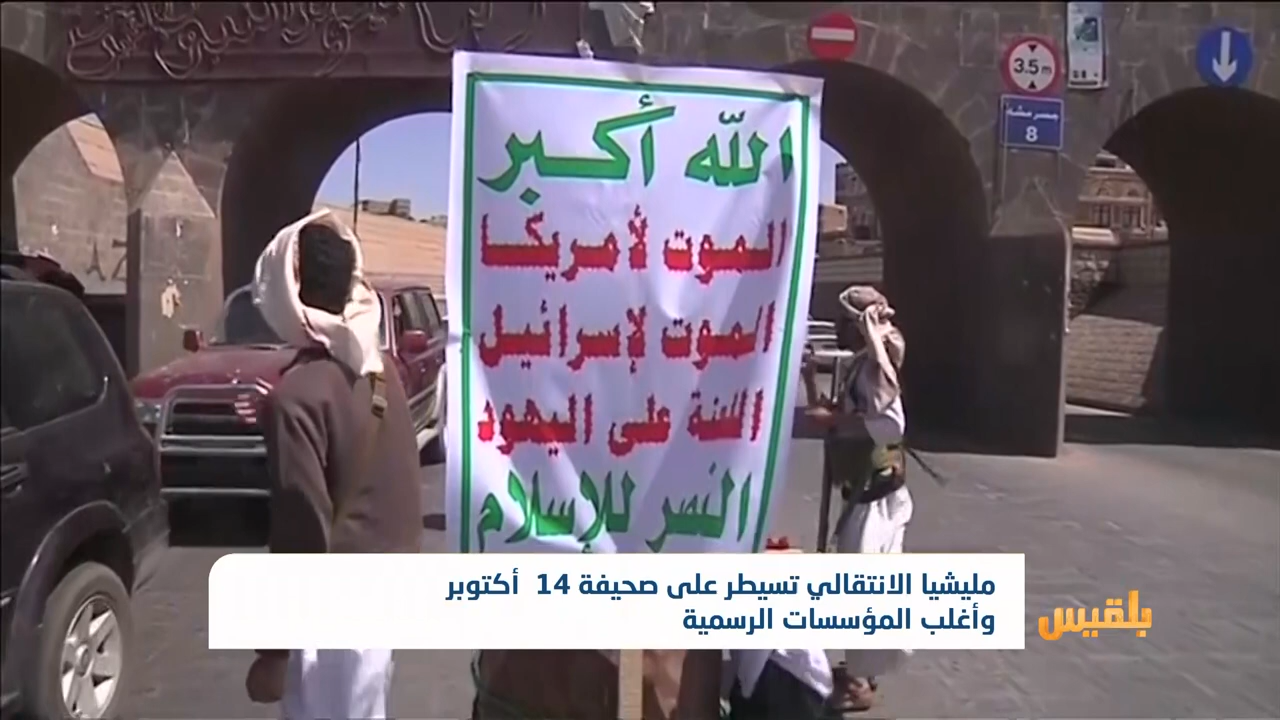 3.5m
8
الله أكبر
الموت لأمريكا
الموت لإسرائيل
اللعنة على اليهود
النصر للإسلام
مليشيا الانتقالي تسيطر على صحيفة 14 أكتوبر
وأغلب المؤسسات الرسمية
بلقيس